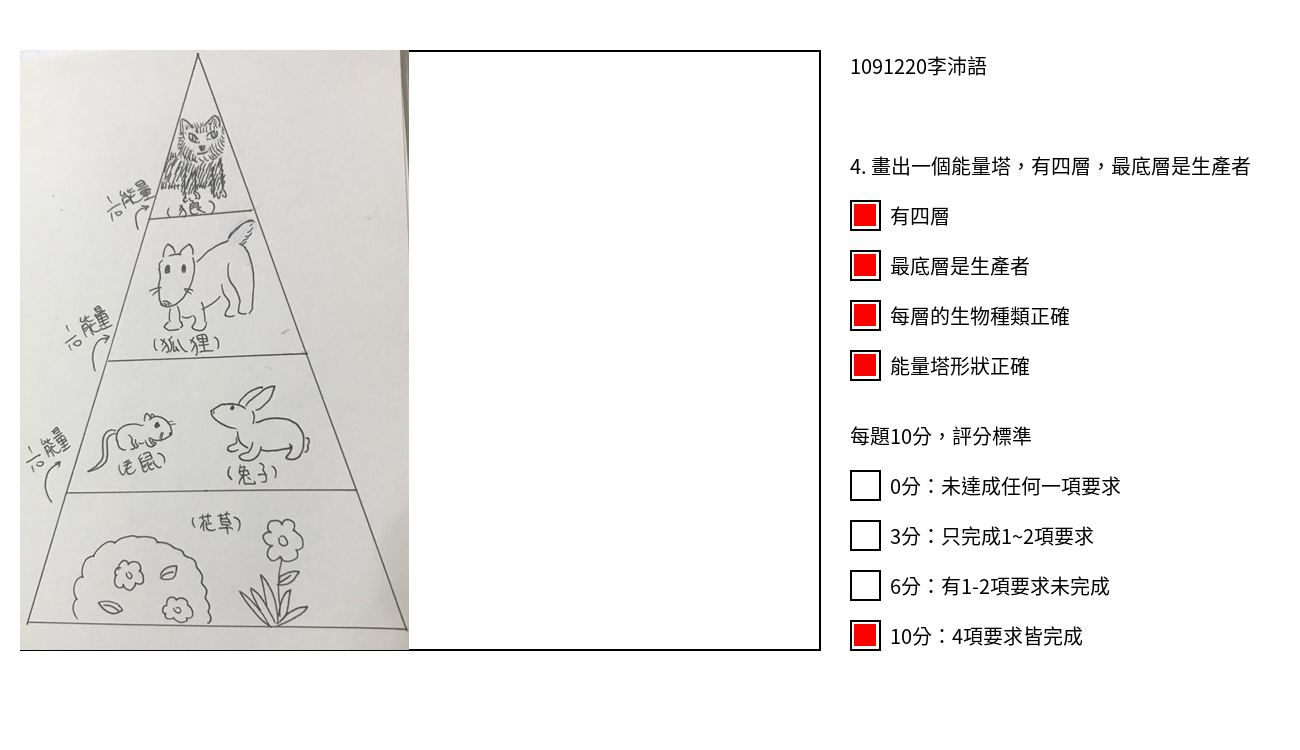 1/10能量
(狼)
1/10能量
(狐狸)
1/10能量
(老鼠)
(兔子)
(花草)
1091220李沛語
4. 畫出一個能量塔，有四層，最底層是生產者
有四層
最底層是生產者
每層的生物種類正確
能量塔形狀正確
每題10分，評分標準
0分：未達成任何一項要求
3分：只完成1~2項要求
6分：有1-2項要求未完成
10分：4項要求皆完成